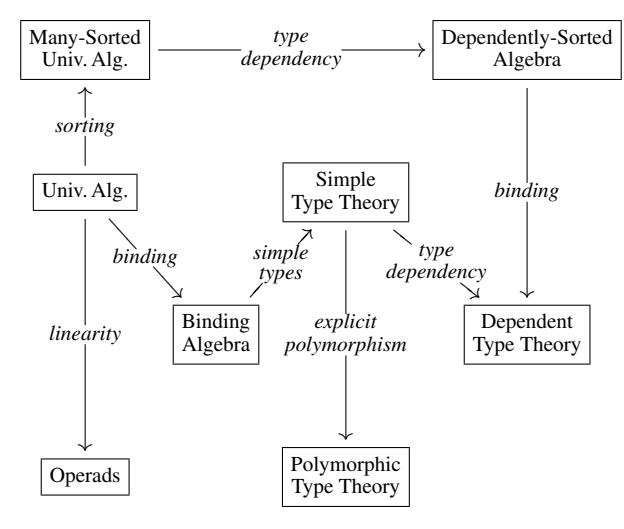 Many-Sorted
Univ. Alg.
type
dependency
Dependently-Sorted
Algebra
sorting
Univ. Alg.
Simple
Type Theory
binding
binding
simple
types
type
dependency
linearity
Binding
Algebra
explicit
polymorphism
Dependent
Type Theory
Operads
Polymorphic
Type Theory